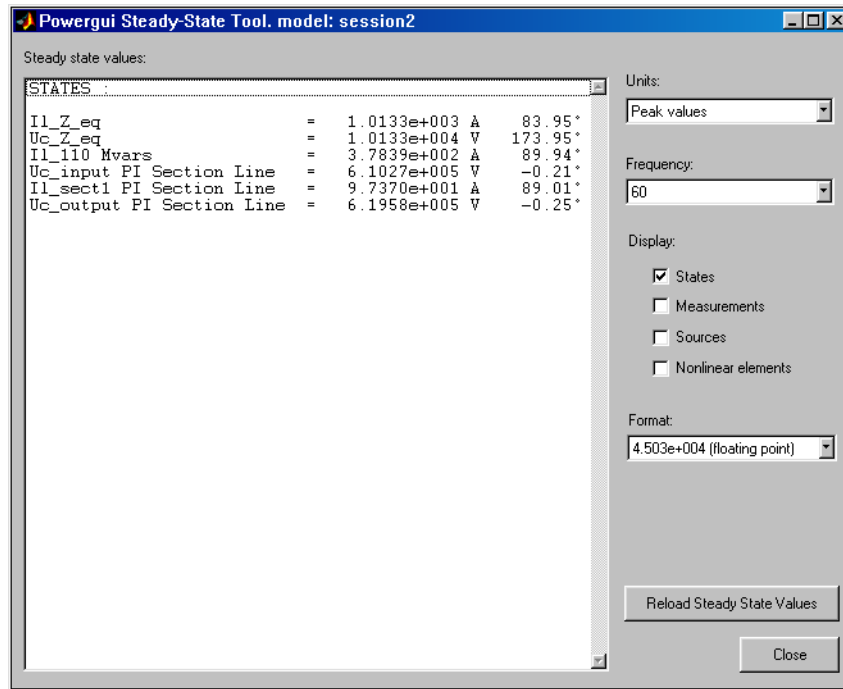 Powergui Steady-State Tool. model: session2
Steady state values:
STATES :
Il_Z_eq = 1.0133e+003 A 83.95°
Uc_Z_eq = 1.0133e+004 V 173.95°
Il_110 Mvars = 3.7839e+002 A 89.94°
Uc_input PI Section Line = 6.1027e+005 V -0.21°
Il_sect1 PI Section Line = 9.7370e+001 A 89.01°
Uc_output PI Section Line = 6.1958e+005 V -0.25°
Units:
Peak values
Frequency:
60
Display:
States
Measurements
Sources
Nonlinear elements
Format:
4.503e+004 (floating point)
Reload Steady State Values
Close